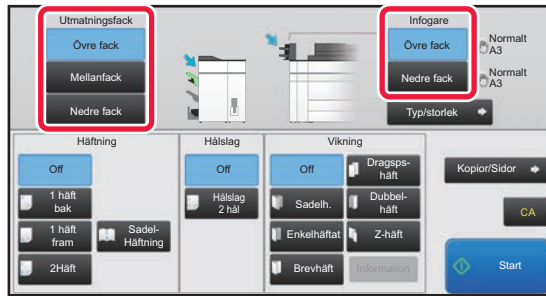 Utmatningsfack
Övre fack
Mellanfack
Nedre fack
Infogare
Övre fack
Nedre fack
Normalt
A3
Normalt
A3
Typ/storlek
Häftning
Off
1 häft
bak
1 häft
fram
2Häft
Sadel-
Häftning
Hålslag
Off
Hålslag
2 hål
Vikning
Off
Sadelh.
Enkelhäftat
Brevhäft
Dragsps-
häft
Dubbel-
häft
Z-häft
Information
Kopior/Sidor
CA
Start